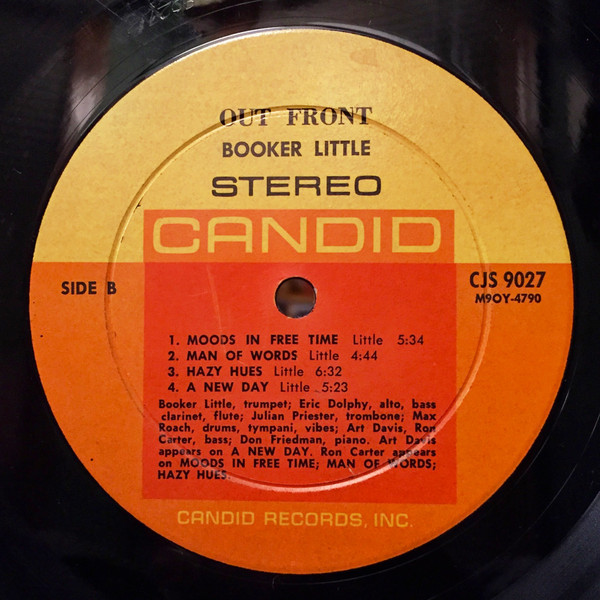 OUT FRONT
BOOKER LITTLE
STEREO
CANDID
SIDE B
CJS 9027
M9OY-4790
1. MOODS IN FREE TIME Little 5:34
2. MAN OF WORDS Little 4:44
3. HAZY HUES Little 6:32
4. A NEW DAY Little 5:23
Booker Little, trumpet; Eric Dolphy, alto, bass
clarinet, flute; Julian Priester, trombone; Max
Roach, drums, tympani, vibes; Art Davis, Ron
Carter, bass; Don Friedman, piano. Art Davis
appears on A NEW DAY. Ron Carter appears
on MOODS IN FREE TIME; MAN OF WORDS;
HAZY HUES.
CANDID RECORDS, INC.